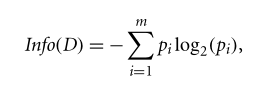 Info(D) = − ∑_{i=1}^{m} p_i log_2(p_i),